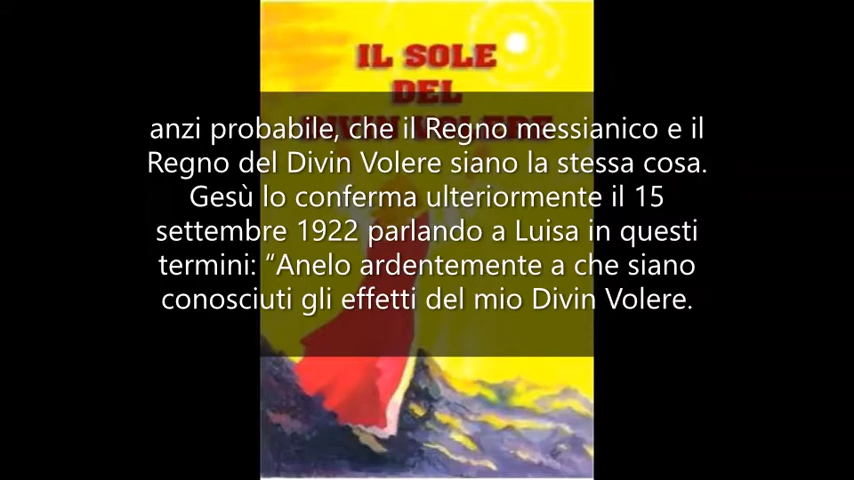 IL SOLE
DEL
DIVIN VOLERE
anzi probabile, che il Regno messianico e il
Regno del Divin Volere siano la stessa cosa.
Gesù lo conferma ulteriormente il 15
settembre 1922 parlando a Luisa in questi
termini: “Anelo ardentemente a che siano
conosciuti gli effetti del mio Divin Volere.